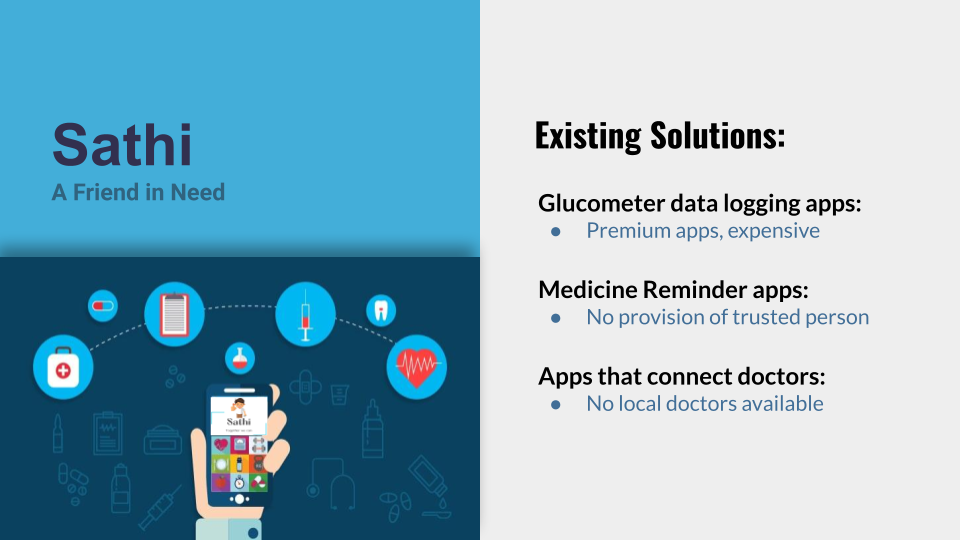 Sathi
A Friend in Need
Sathi
Existing Solutions:
Glucometer data logging apps:
● Premium apps, expensive
Medicine Reminder apps:
● No provision of trusted person
Apps that connect doctors:
● No local doctors available